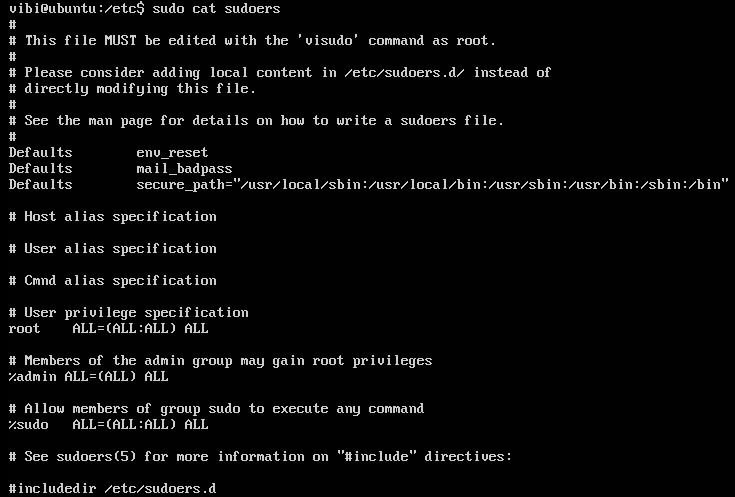 vibi@ubuntu:/etc$ sudo cat sudoers
#
# This file MUST be edited with the 'visudo' command as root.
#
# Please consider adding local content in /etc/sudoers.d/ instead of
# directly modifying this file.
#
# See the man page for details on how to write a sudoers file.
#
Defaults        env_reset
Defaults        mail_badpass
Defaults        secure_path="/usr/local/sbin:/usr/local/bin:/usr/sbin:/usr/bin:/sbin:/bin"
# Host alias specification
# User alias specification
# Cmnd alias specification
# User privilege specification
root    ALL=(ALL:ALL) ALL
# Members of the admin group may gain root privileges
%admin ALL=(ALL) ALL
# Allow members of group sudo to execute any command
%sudo   ALL=(ALL:ALL) ALL
# See sudoers(5) for more information on "#include" directives:
#includedir /etc/sudoers.d